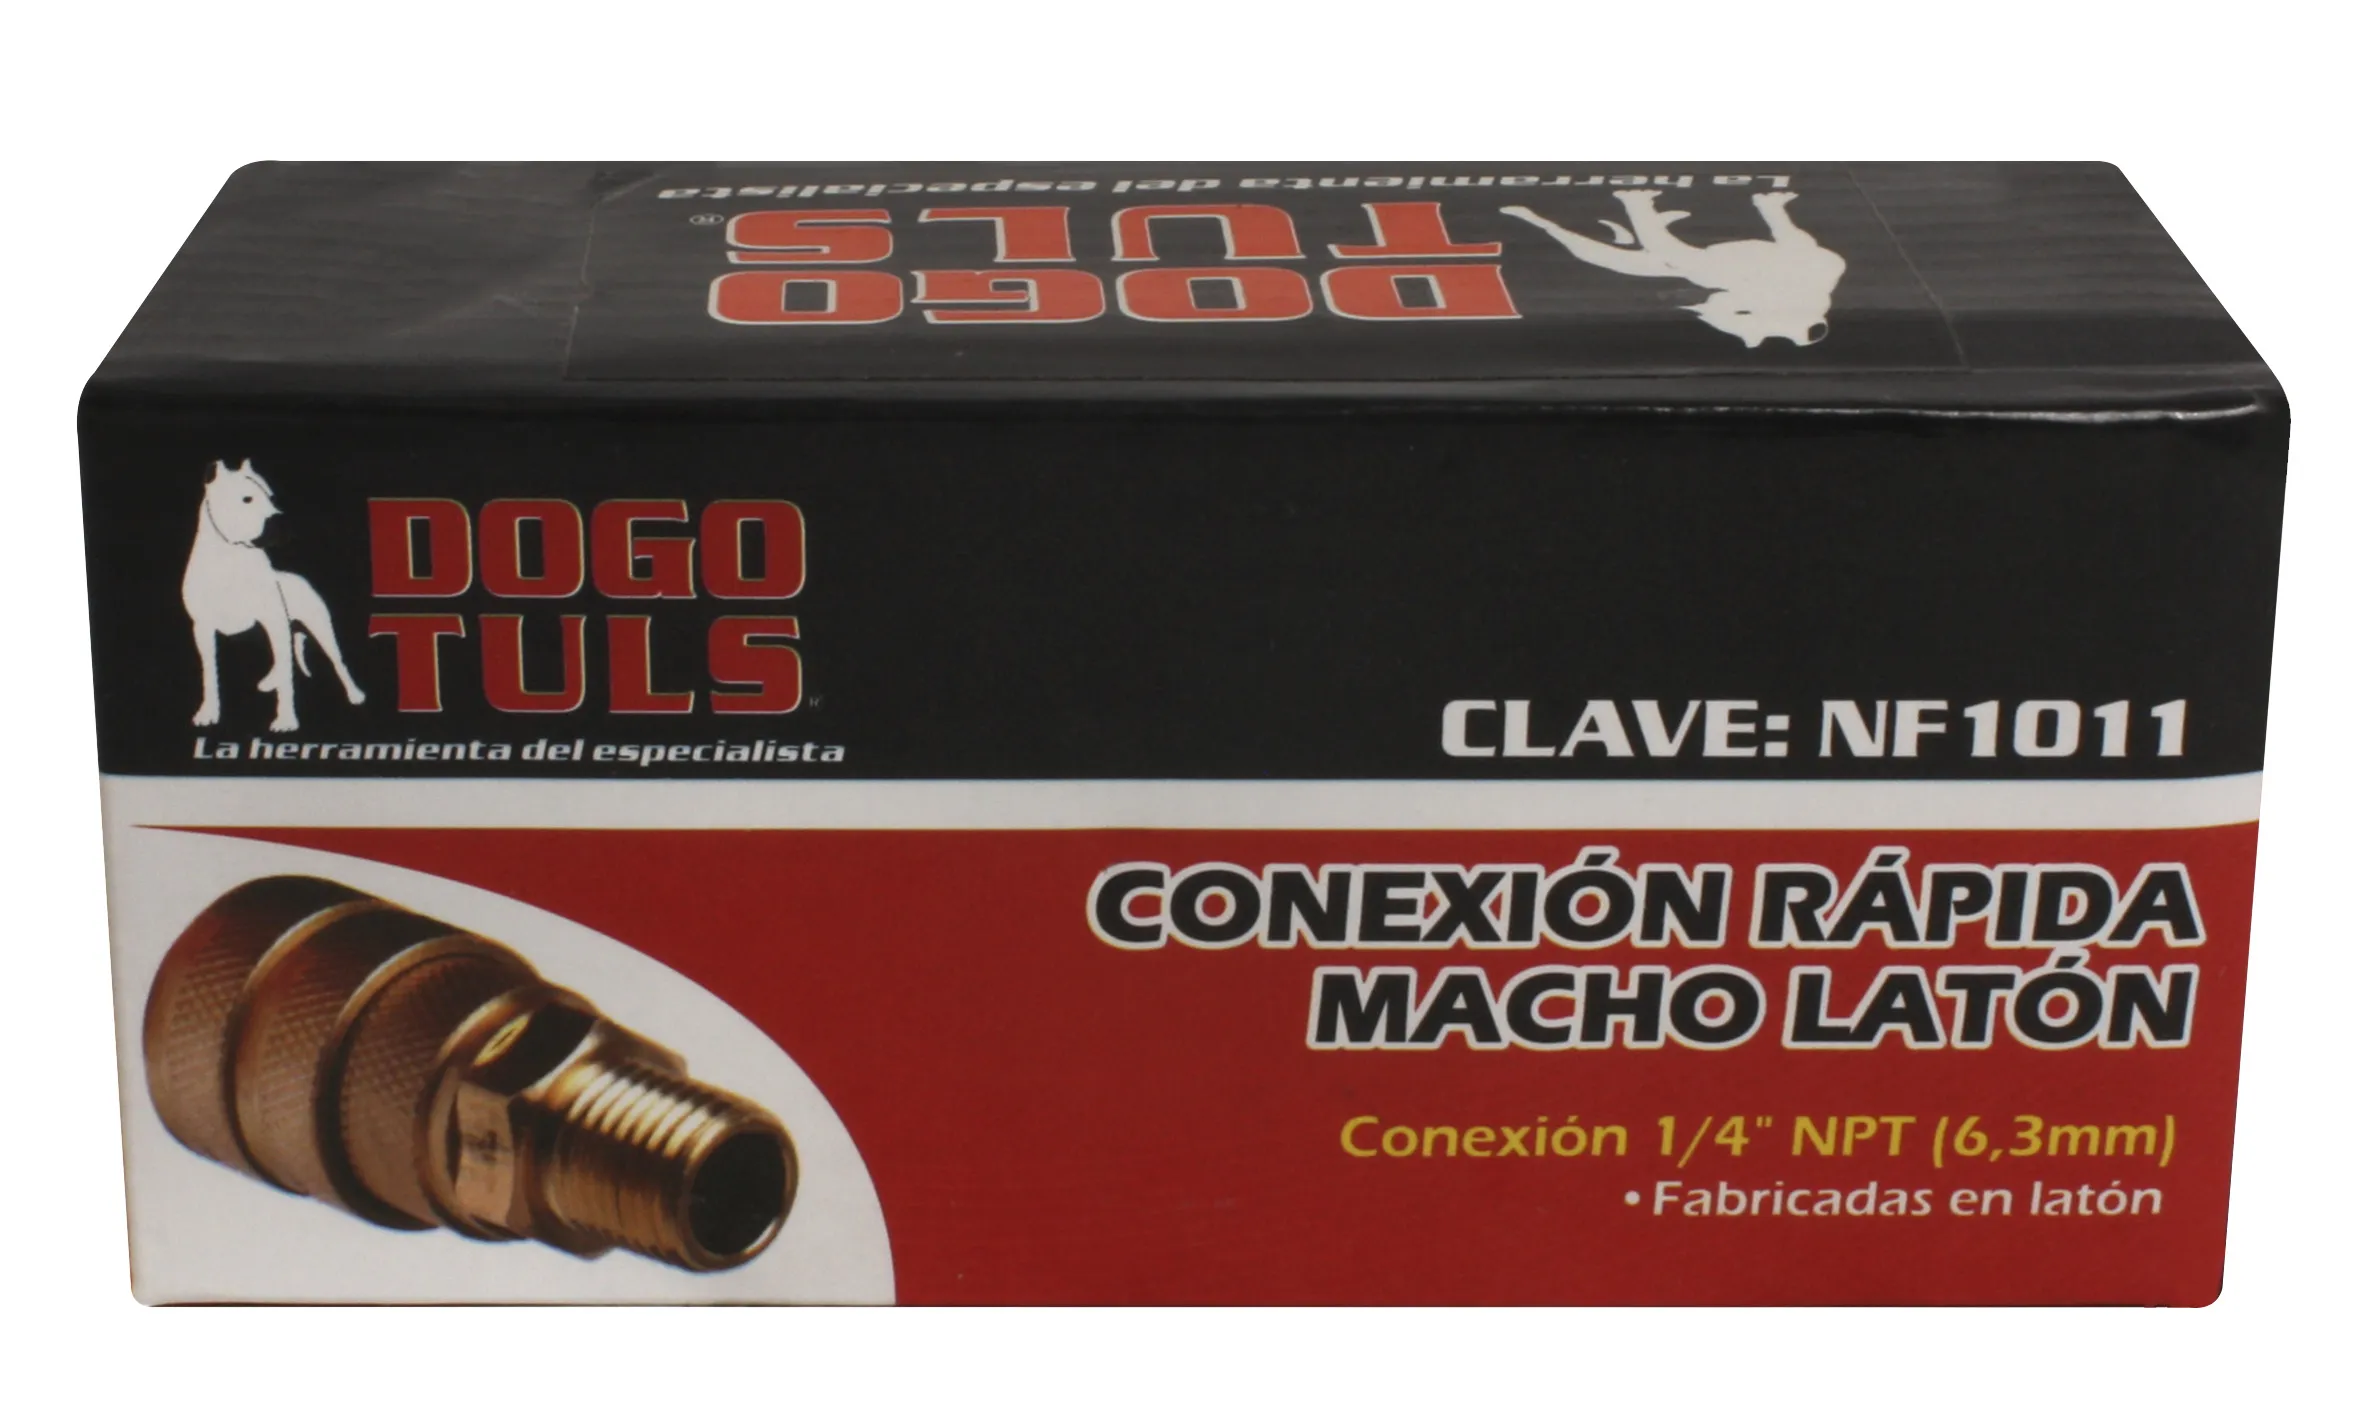 La herramienta del especialista
DOGO
TULS®
DOGO
TULS®
La herramienta del especialista
CLAVE: NF1011
CONEXIÓN RÁPIDA
MACHO LATÓN
Conexión 1/4" NPT (6,3mm)
• Fabricadas en latón